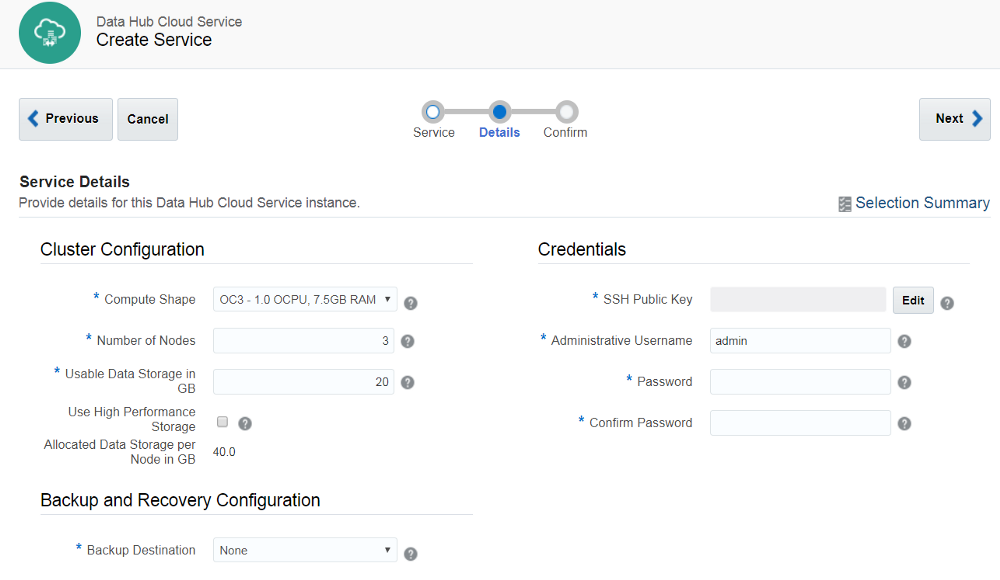 Data Hub Cloud Service
Create Service
Previous
Cancel
Service
Details
Confirm
Next
Service Details
Provide details for this Data Hub Cloud Service instance.
Selection Summary
Cluster Configuration
* Compute Shape
OC3 - 1.0 OCPU, 7.5GB RAM
* Number of Nodes
3
* Usable Data Storage in
GB
20
Use High Performance
Storage
Allocated Data Storage per
Node in GB
40.0
Backup and Recovery Configuration
* Backup Destination
None
Credentials
* SSH Public Key
Edit
* Administrative Username
admin
* Password
* Confirm Password